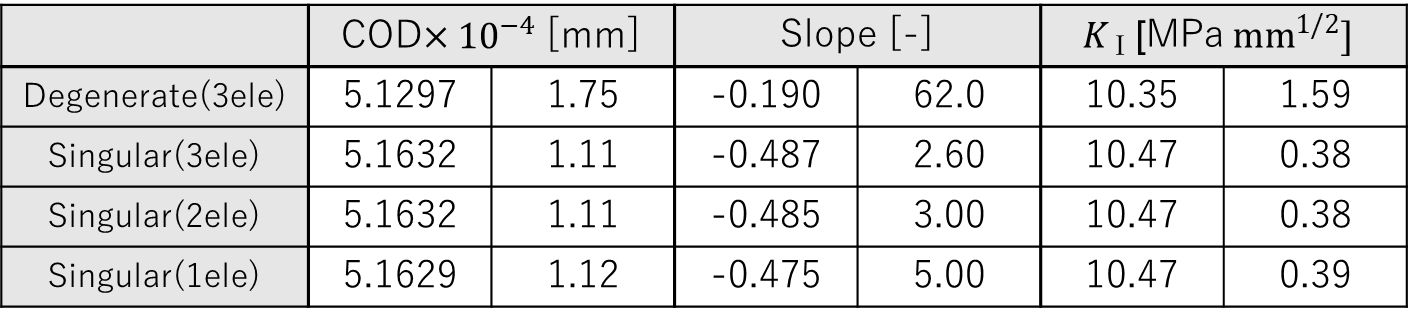 COD× 10⁻⁴ [mm] Slope [-] K_I [MPa mm^{1/2}]
Degenerate(3ele) 5.1297 1.75 -0.190 62.0 10.35 1.59
Singular(3ele) 5.1632 1.11 -0.487 2.60 10.47 0.38
Singular(2ele) 5.1632 1.11 -0.485 3.00 10.47 0.38
Singular(1ele) 5.1629 1.12 -0.475 5.00 10.47 0.39